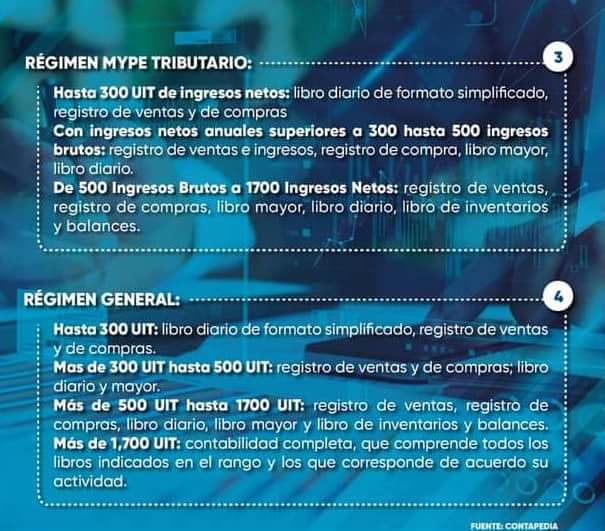 RÉGIMEN MYPE TRIBUTARIO:
3
Hasta 300 UIT de ingresos netos: libro diario de formato simplificado,
registro de ventas y de compras
Con ingresos netos anuales superiores a 300 hasta 500 ingresos
brutos: registro de ventas e ingresos, registro de compra, libro mayor,
libro diario.
De 500 Ingresos Brutos a 1700 Ingresos Netos: registro de ventas,
registro de compras, libro mayor, libro diario, libro de inventarios
y balances.
RÉGIMEN GENERAL:
4
Hasta 300 UIT: libro diario de formato simplificado, registro de ventas
y de compras.
Mas de 300 UIT hasta 500 UIT: registro de ventas y de compras; libro
diario y mayor.
Más de 500 UIT hasta 1700 UIT: registro de ventas, registro de
compras, libro diario, libro mayor y libro de inventarios y balances.
Más de 1,700 UIT: contabilidad completa, que comprende todos los
libros indicados en el rango y los que corresponde de acuerdo su
actividad.
FUENTE: CONTAPEDIA